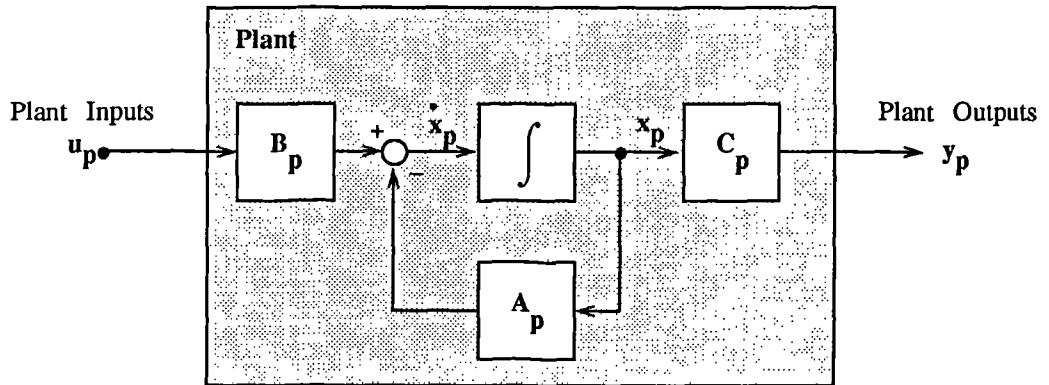 Plant
Plant Inputs
u_p
B_p
+
−
ẋ_p
∫
x_p
C_p
Plant Outputs
y_p
A_p